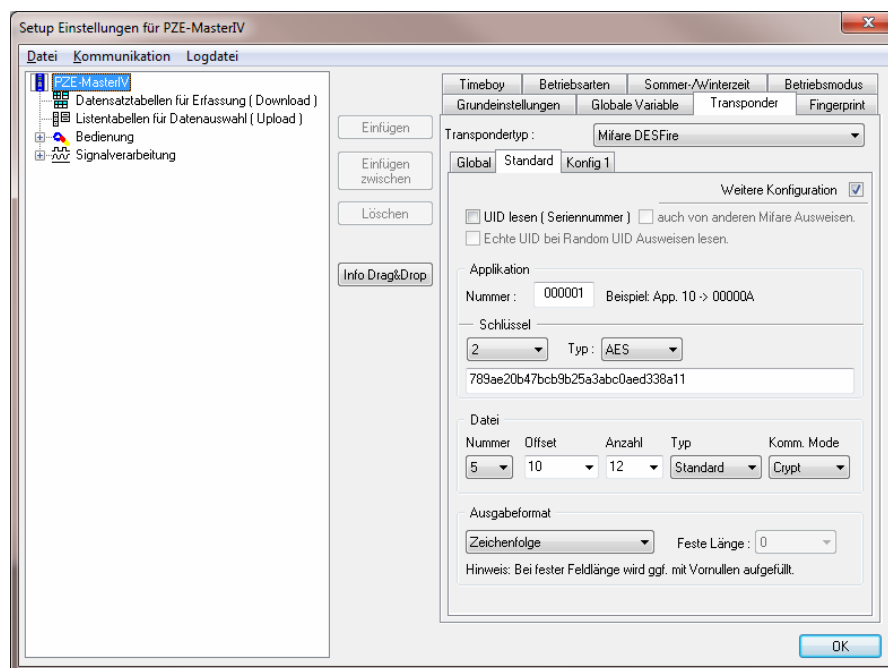 Setup Einstellungen für PZE-MasterIV
x
Datei Kommunikation Logdatei
PZE-MasterIV
Datensatztabellen für Erfassung ( Download )
Listentabellen für Datenauswahl ( Upload )
Bedienung
Signalverarbeitung
Einfügen
Einfügen
zwischen
Löschen
Info Drag&Drop
Timeboy Betriebsarten Sommer-/Winterzeit Betriebsmodus
Grundeinstellungen Globale Variable Transponder Fingerprint
Transpondertyp : Mifare DESFire
Global Standard Konfig 1
Weitere Konfiguration
UID lesen ( Seriennummer ) auch von anderen Mifare Ausweisen.
Echte UID bei Random UID Ausweisen lesen.
Applikation
Nummer : 000001 Beispiel: App. 10 -> 00000A
Schlüssel
2 Typ : AES
789ae20b47bcb9b25a3abc0aed338a11
Datei
Nummer Offset Anzahl Typ Komm. Mode
5 10 12 Standard Crypt
Ausgabeformat
Zeichenfolge Feste Länge : 0
Hinweis: Bei fester Feldlänge wird ggf. mit Vornullen aufgefüllt.
OK